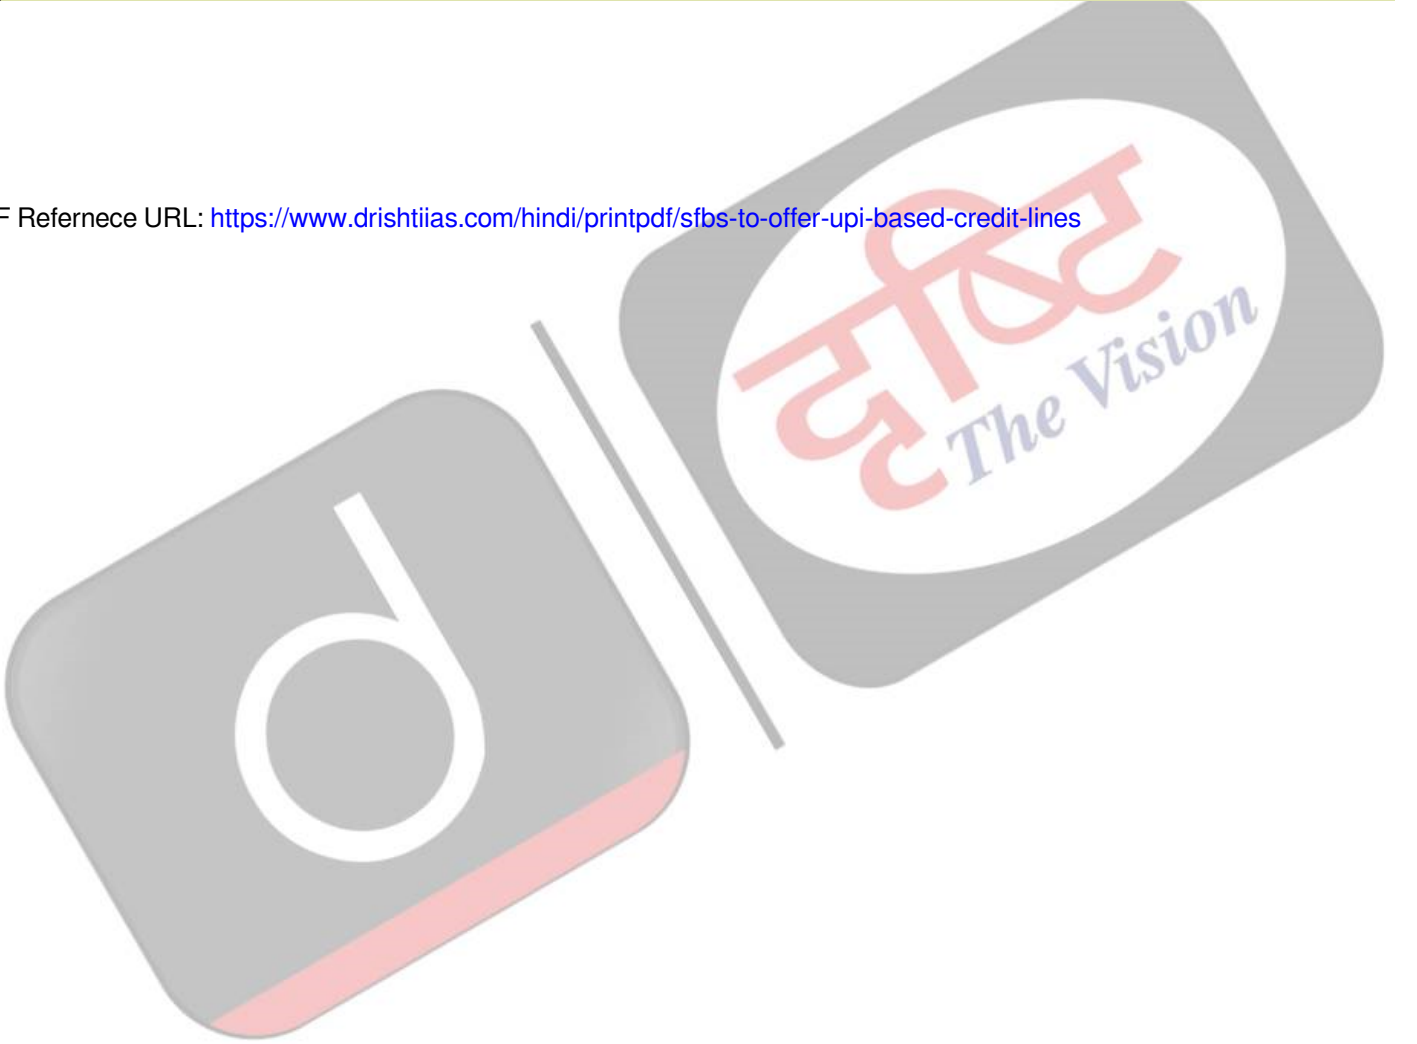 F Refernece URL: https://www.drishtiias.com/hindi/printpdf/sfbs-to-offer-upi-based-credit-lines
दृष्टि
The Vision
d